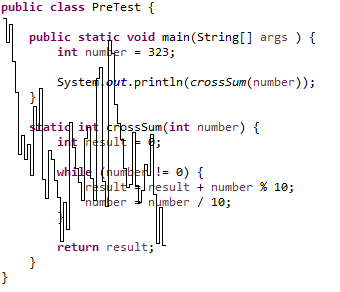 public class PreTest {
public static void main(String[] args ) {
int number = 323;
System.out.println(crossSum(number));
}
static int crossSum(int number) {
int result = 0;
while (number != 0) {
result = result + number % 10;
number = number / 10;
}
return result;
}
}